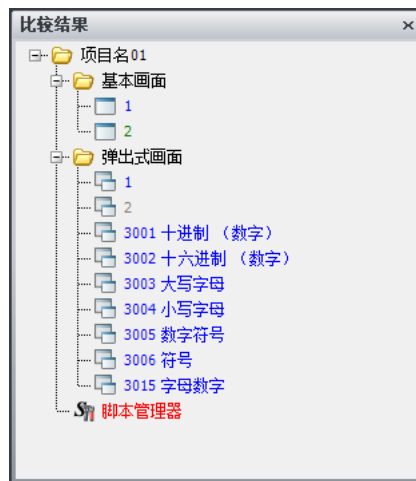 比较结果
项目名01
基本画面
1
2
弹出式画面
1
2
3001 十进制 （数字）
3002 十六进制 （数字）
3003 大写字母
3004 小写字母
3005 数字符号
3006 符号
3015 字母数字
脚本管理器